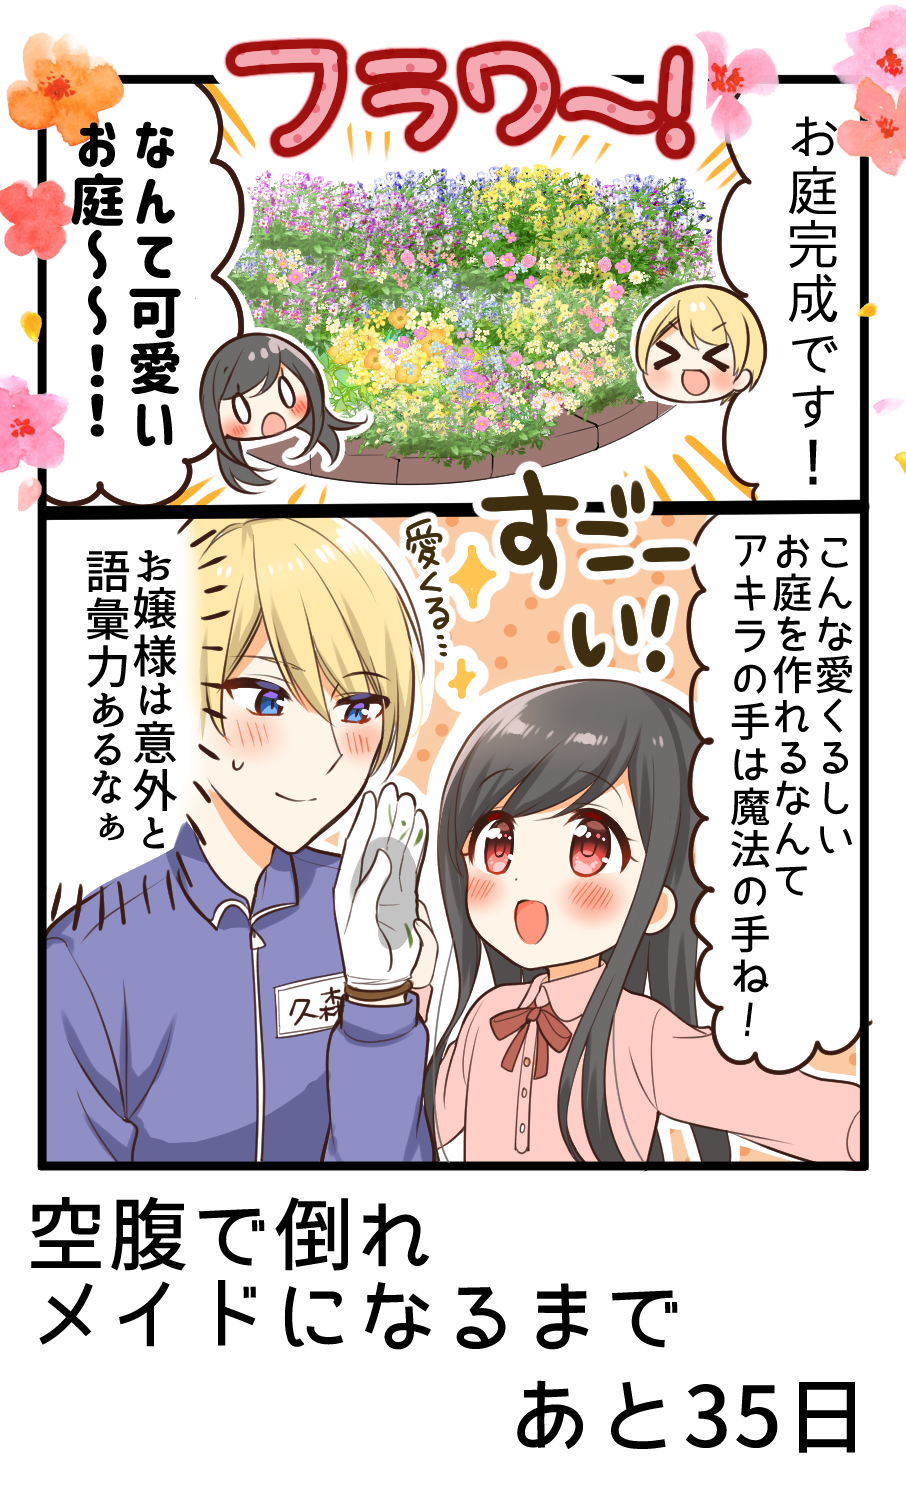 フラワ〜!
お庭完成です!
なんて可愛い
お庭〜〜!!
こんな愛くるしい
お庭を作れるなんて
アキラの手は魔法の手ね!
すごーい!
愛くる…
お嬢様は意外と
語彙力あるなぁ
久森
空腹で倒れ
メイドになるまで
あと35日